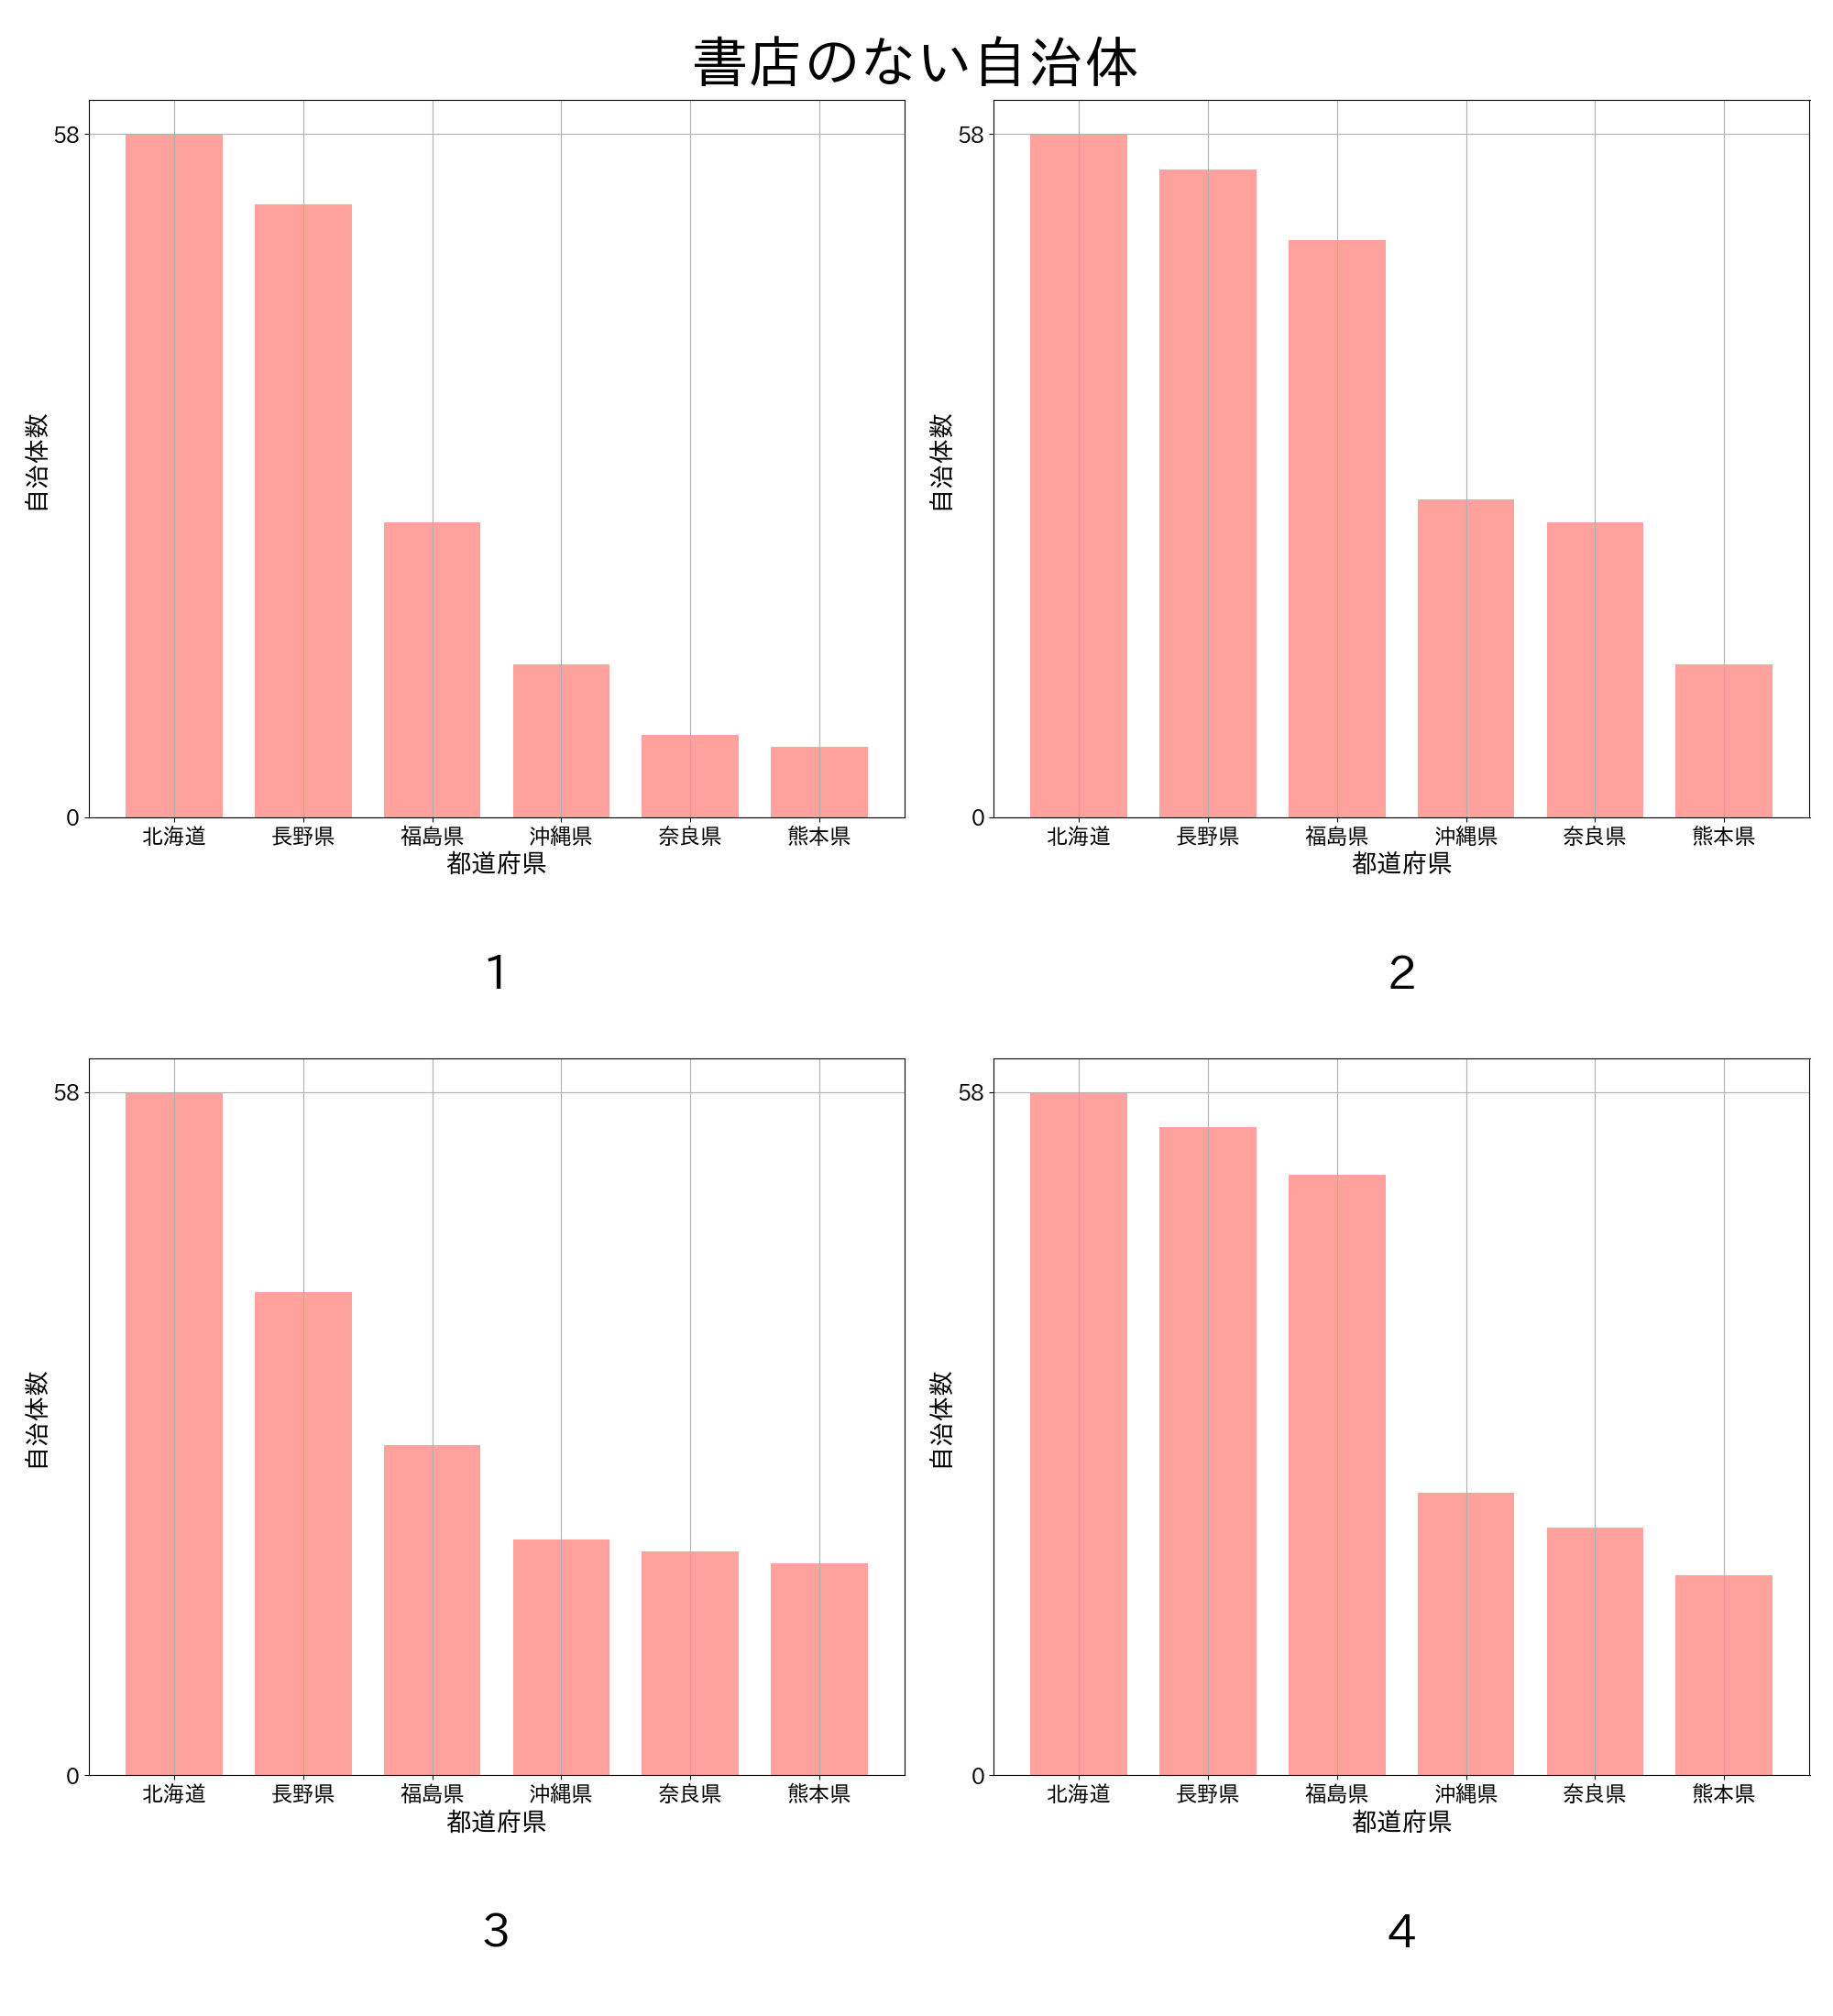 書店のない自治体
58
0
自治体数
北海道 長野県 福島県 沖縄県 奈良県 熊本県
都道府県
1
58
0
自治体数
北海道 長野県 福島県 沖縄県 奈良県 熊本県
都道府県
2
58
0
自治体数
北海道 長野県 福島県 沖縄県 奈良県 熊本県
都道府県
3
58
0
自治体数
北海道 長野県 福島県 沖縄県 奈良県 熊本県
都道府県
4